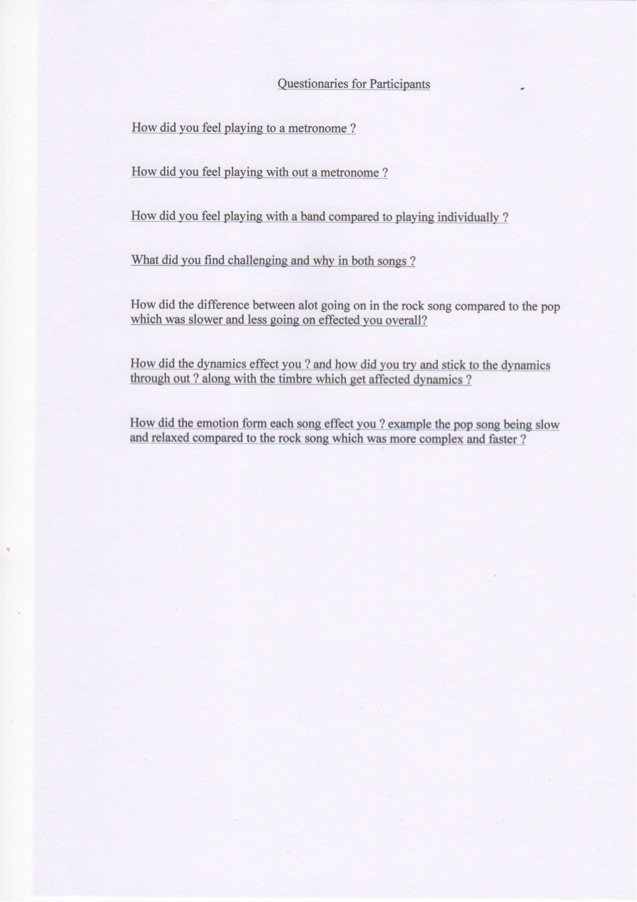 Questionaries for Participants
How did you feel playing to a metronome ?
How did you feel playing with out a metronome ?
How did you feel playing with a band compared to playing individually ?
What did you find challenging and why in both songs ?
How did the difference between alot going on in the rock song compared to the pop
which was slower and less going on effected you overall?
How did the dynamics effect you ? and how did you try and stick to the dynamics
through out ? along with the timbre which get affected dynamics ?
How did the emotion form each song effect you ? example the pop song being slow
and relaxed compared to the rock song which was more complex and faster ?